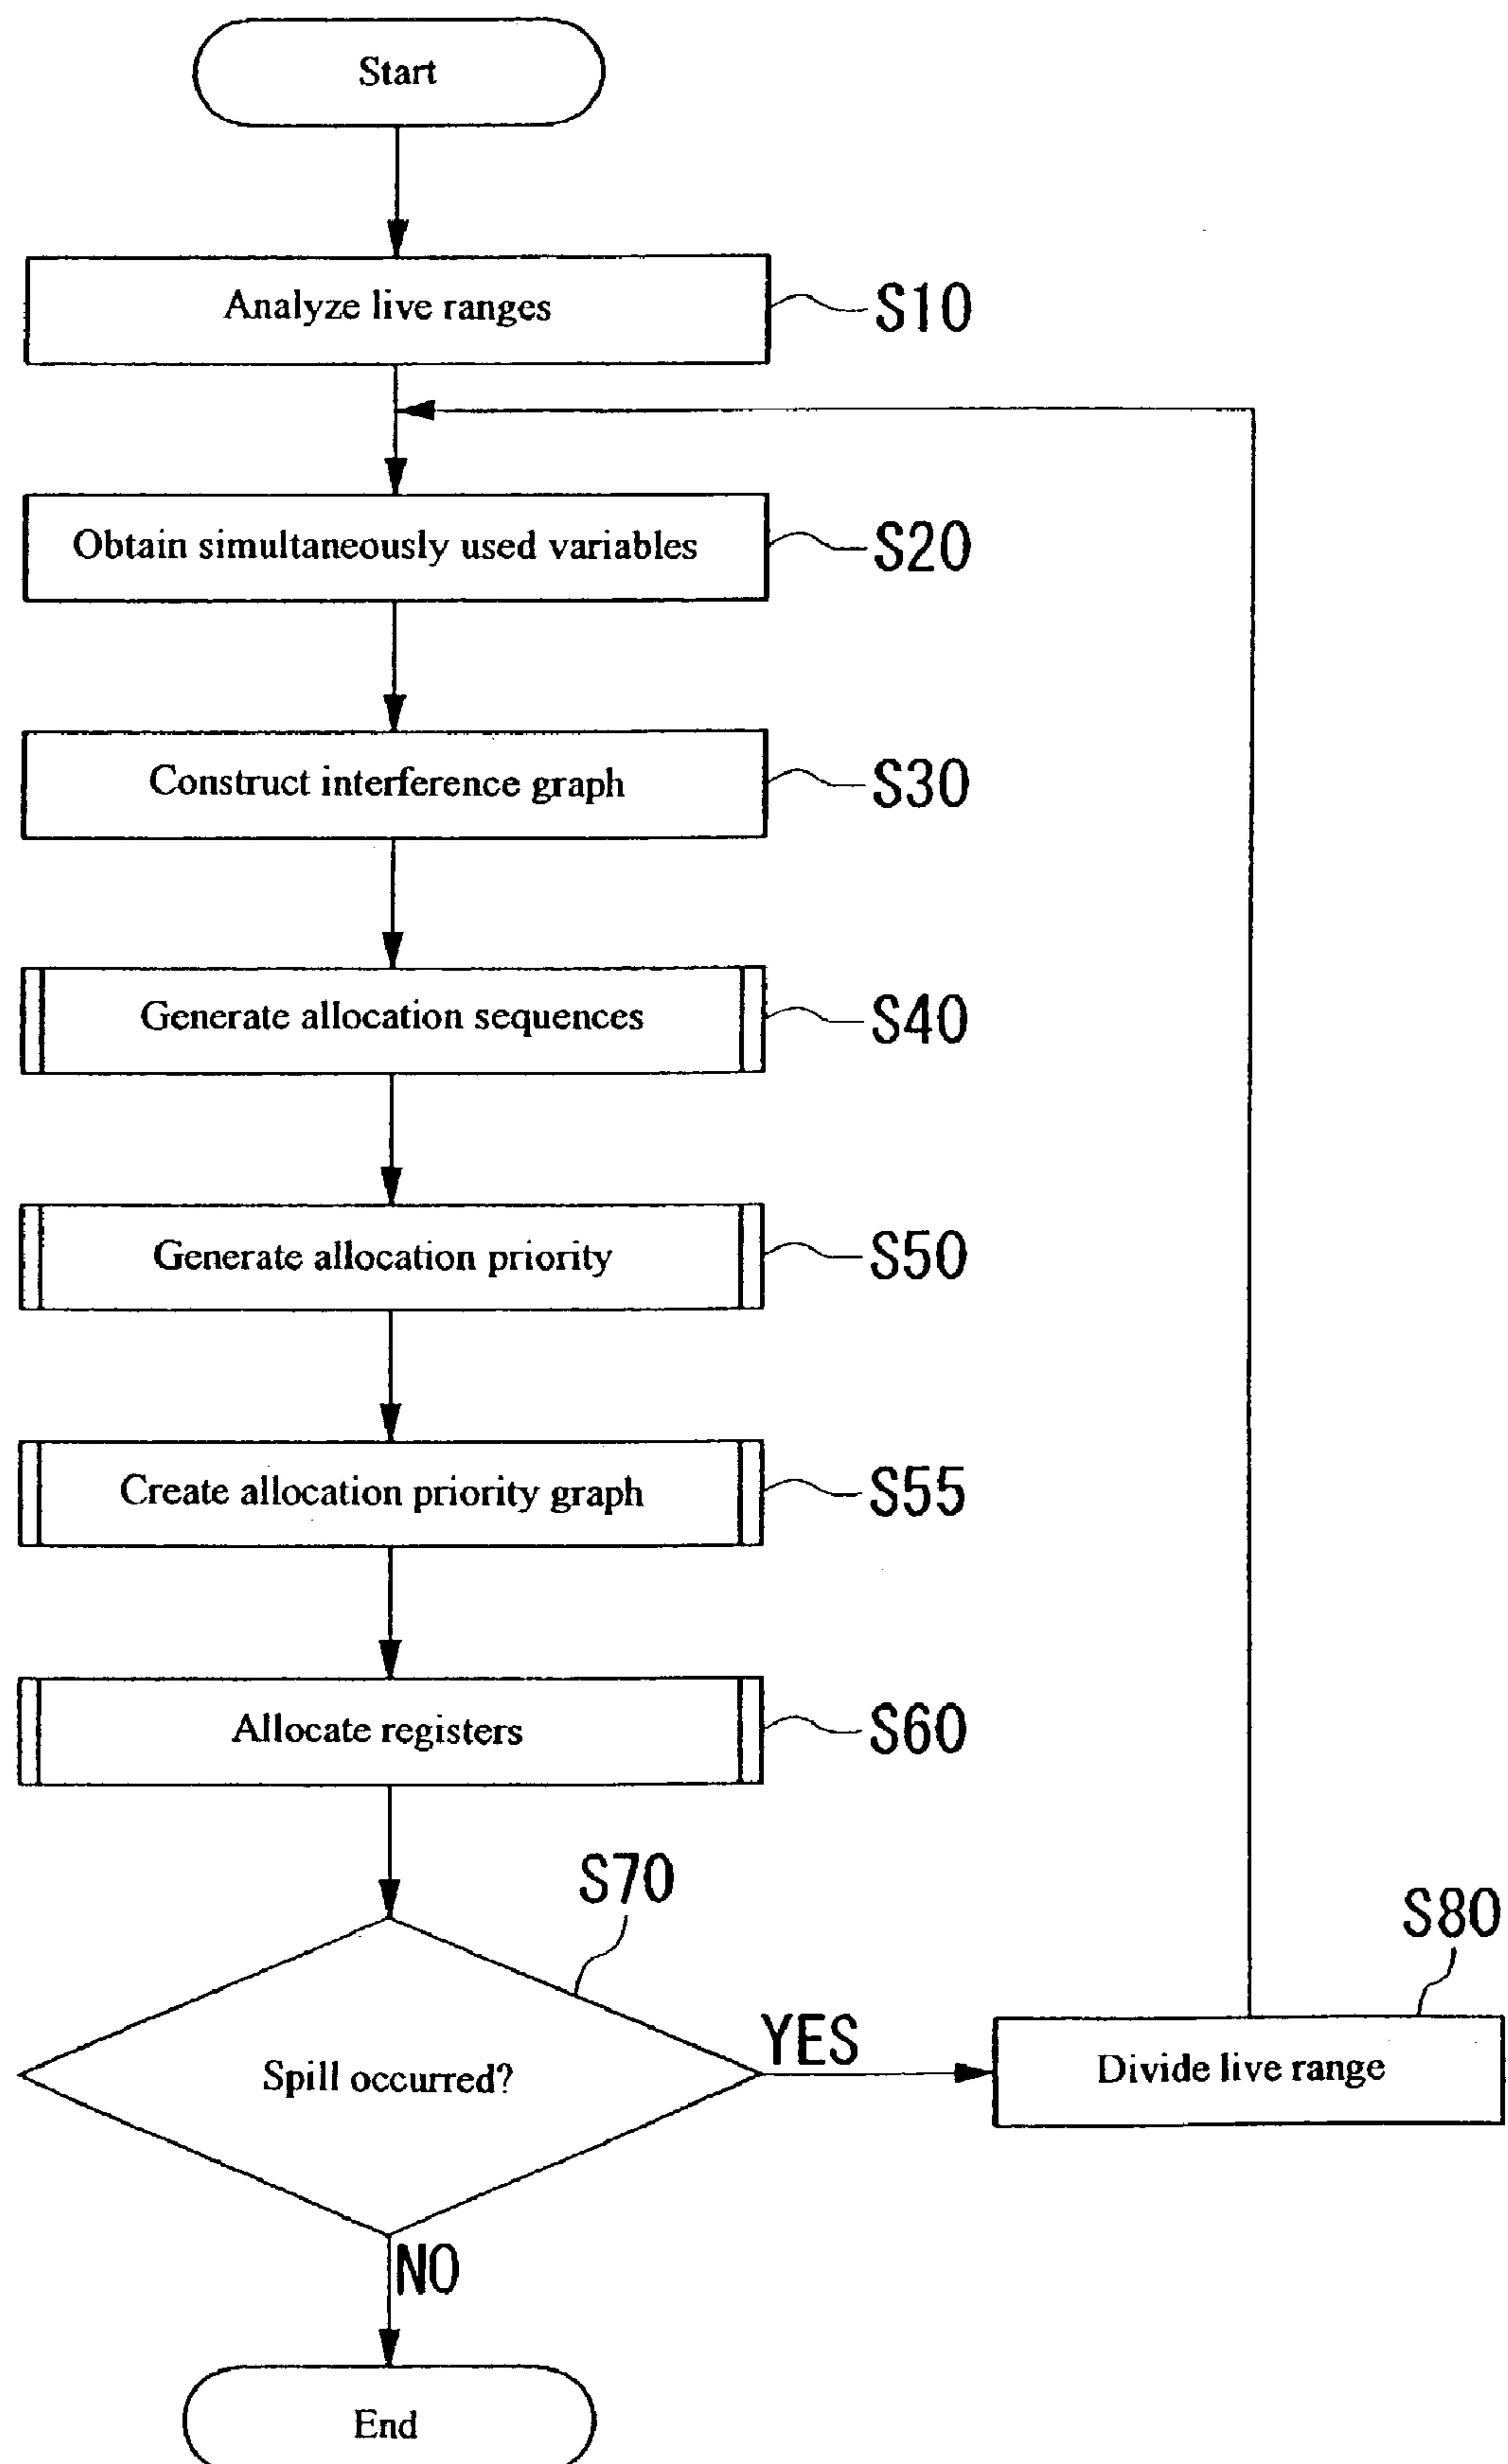 Start
Analyze live ranges
S10
Obtain simultaneously used variables
S20
Construct interference graph
S30
Generate allocation sequences
S40
Generate allocation priority
S50
Create allocation priority graph
S55
Allocate registers
S60
S70
Spill occurred?
YES
S80
Divide live range
NO
End